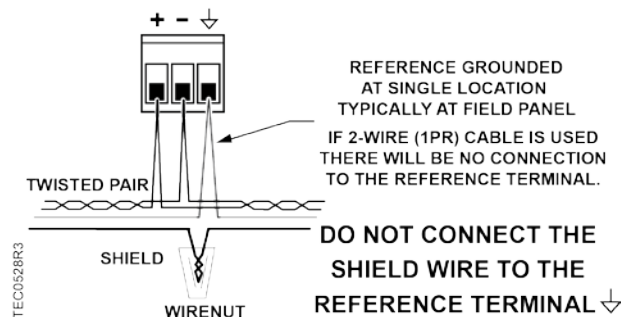 + − ⏚
REFERENCE GROUNDED
AT SINGLE LOCATION
TYPICALLY AT FIELD PANEL
IF 2-WIRE (1PR) CABLE IS USED
THERE WILL BE NO CONNECTION
TO THE REFERENCE TERMINAL.
TWISTED PAIR
SHIELD
WIRENUT
DO NOT CONNECT THE
SHIELD WIRE TO THE
REFERENCE TERMINAL ⏚
TEC0528R3